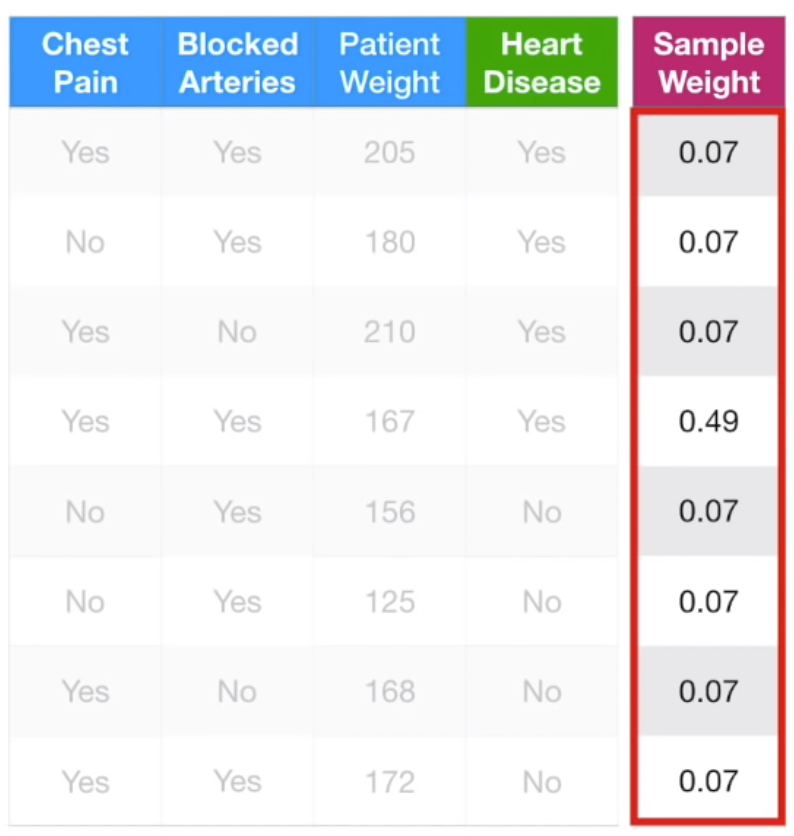 Chest Pain Blocked Arteries Patient Weight Heart Disease Sample Weight
Yes Yes 205 Yes 0.07
No Yes 180 Yes 0.07
Yes No 210 Yes 0.07
Yes Yes 167 Yes 0.49
No Yes 156 No 0.07
No Yes 125 No 0.07
Yes No 168 No 0.07
Yes Yes 172 No 0.07